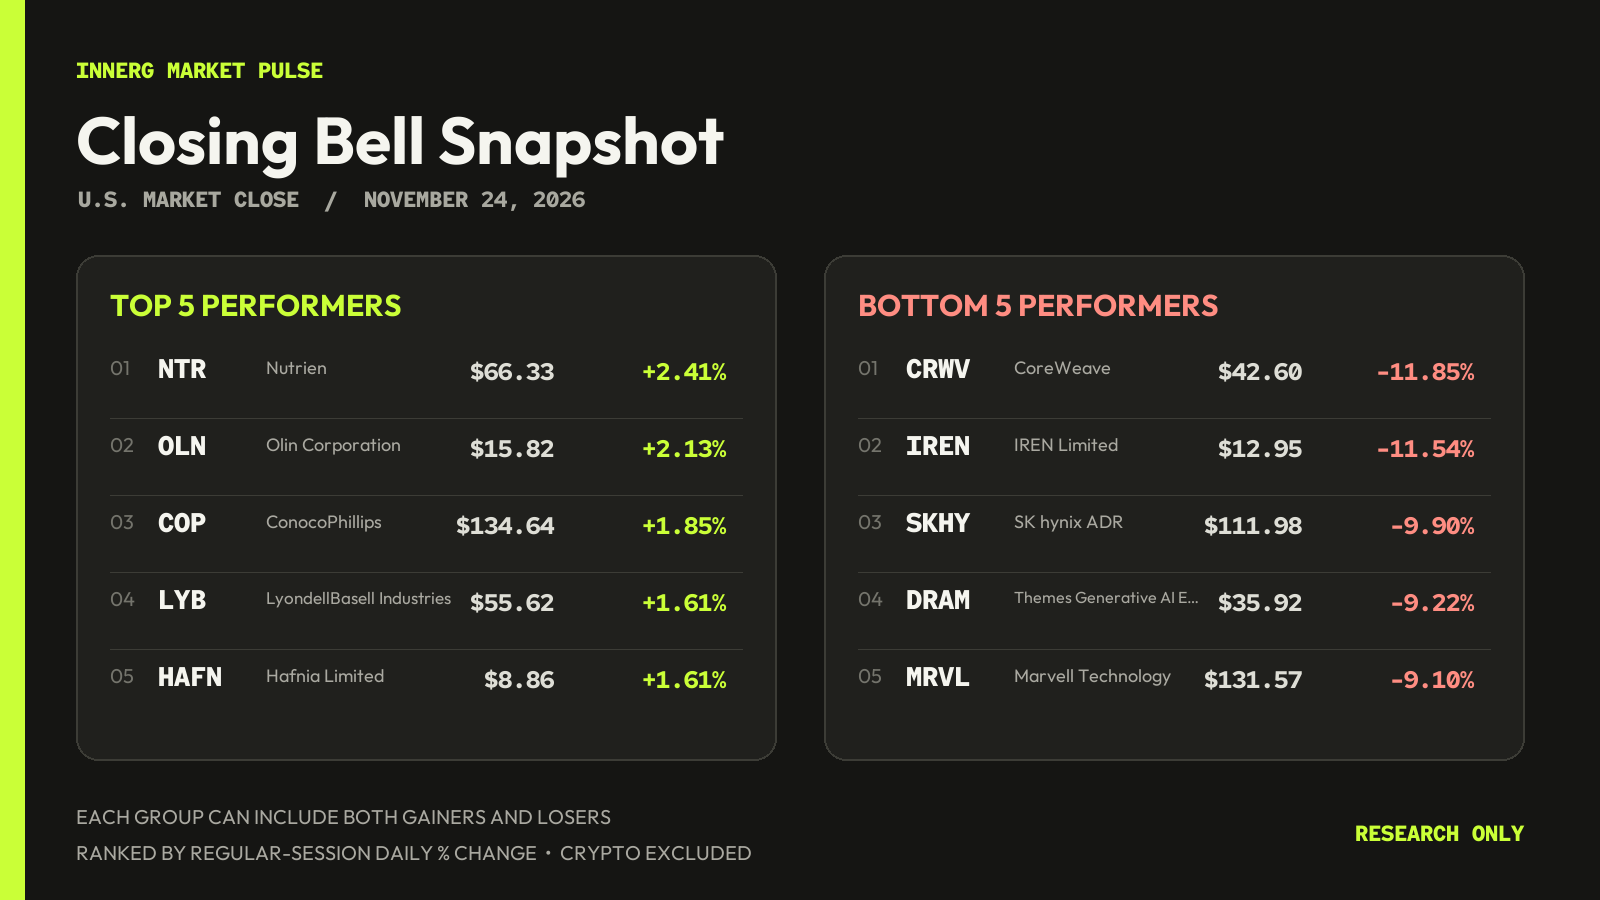 INNERG MARKET PULSE
Closing Bell Snapshot
U.S. MARKET CLOSE / NOVEMBER 24, 2026
TOP 5 PERFORMERS
01 NTR Nutrien $66.33 +2.41%
02 OLN Olin Corporation $15.82 +2.13%
03 COP ConocoPhillips $134.64 +1.85%
04 LYB LyondellBasell Industries $55.62 +1.61%
05 HAFN Hafnia Limited $8.86 +1.61%
BOTTOM 5 PERFORMERS
01 CRWV CoreWeave $42.60 -11.85%
02 IREN IREN Limited $12.95 -11.54%
03 SKHY SK hynix ADR $111.98 -9.90%
04 DRAM Themes Generative AI E... $35.92 -9.22%
05 MRVL Marvell Technology $131.57 -9.10%
EACH GROUP CAN INCLUDE BOTH GAINERS AND LOSERS
RANKED BY REGULAR-SESSION DAILY % CHANGE • CRYPTO EXCLUDED
RESEARCH ONLY